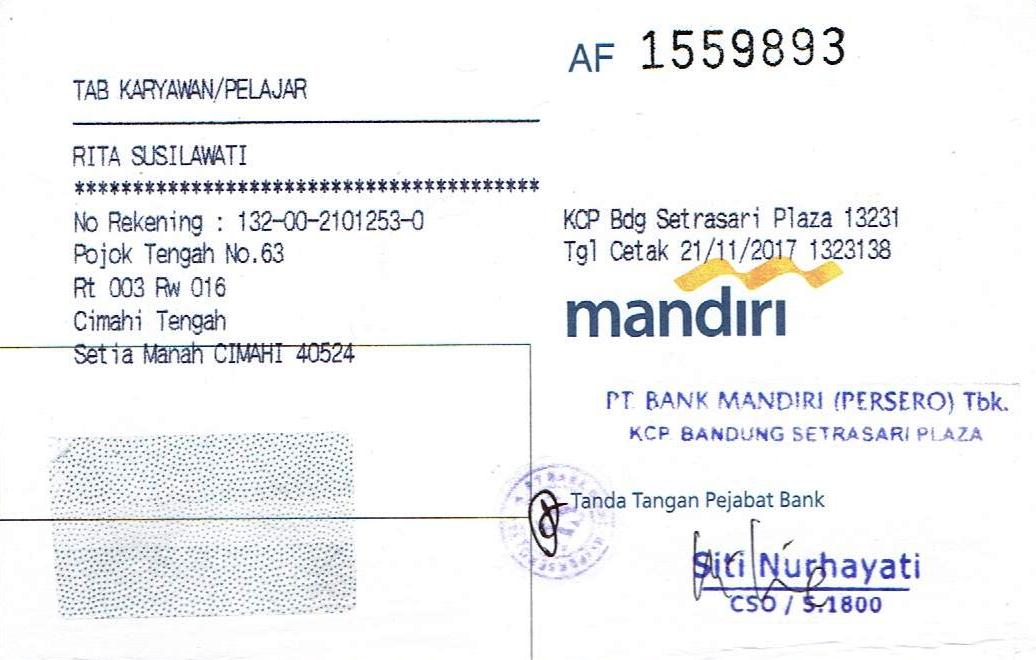 AF 1559893
TAB KARYAWAN/PELAJAR
RITA SUSILAWATI
****************************************
No Rekening : 132-00-2101253-0
Pojok Tengah No.63
Rt 003 Rw 016
Cimahi Tengah
Setia Manah CIMAHI 40524
KCP Bdg Setrasari Plaza 13231
Tgl Cetak 21/11/2017 1323138
mandiri
PT. BANK MANDIRI (PERSERO) Tbk.
KCP BANDUNG SETRASARI PLAZA
Tanda Tangan Pejabat Bank
Siti Nurhayati
CSO / S.1800